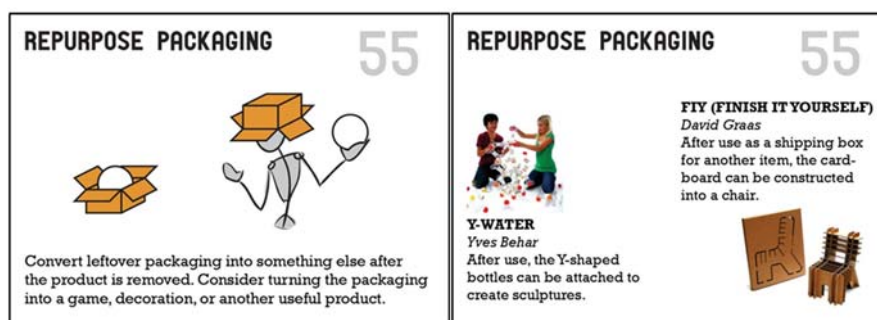 REPURPOSE PACKAGING
55
Convert leftover packaging into something else after
the product is removed. Consider turning the packaging
into a game, decoration, or another useful product.
REPURPOSE PACKAGING
55
Y-WATER
Yves Behar
After use, the Y-shaped
bottles can be attached to
create sculptures.
FIY (FINISH IT YOURSELF)
David Graas
After use as a shipping box
for another item, the card-
board can be constructed
into a chair.